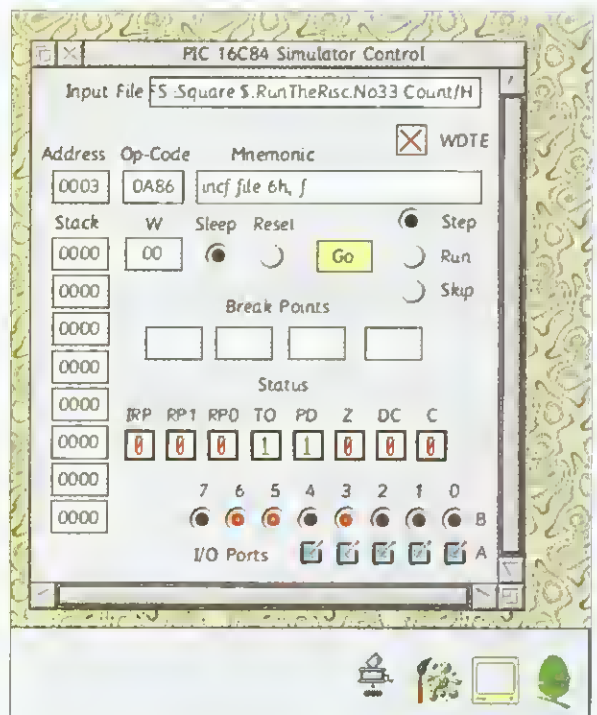 PIC 16C84 Simulator Control
Input File FS :Square $.RunTheRisc.No33 Count/H
WDTE
Address Op-Code Mnemonic
0003 0A86 incf file 6h, f
Stack W Sleep Reset Step
0000 00 Go Run
0000 Skip
Break Points
0000
0000
Status
0000
IRP RP1 RP0 TO PD Z DC C
0000 0 0 0 1 1 0 0 0
0000
7 6 5 4 3 2 1 0
0000 B
I/O Ports A